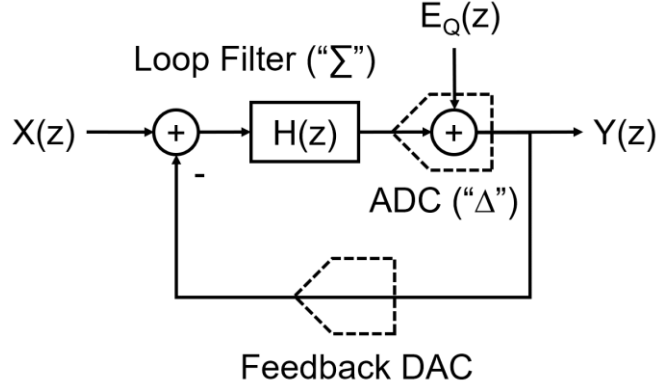 E_Q(z)
Loop Filter (“∑”)
X(z)
+
H(z)
+
Y(z)
-
ADC (“∆”)
Feedback DAC